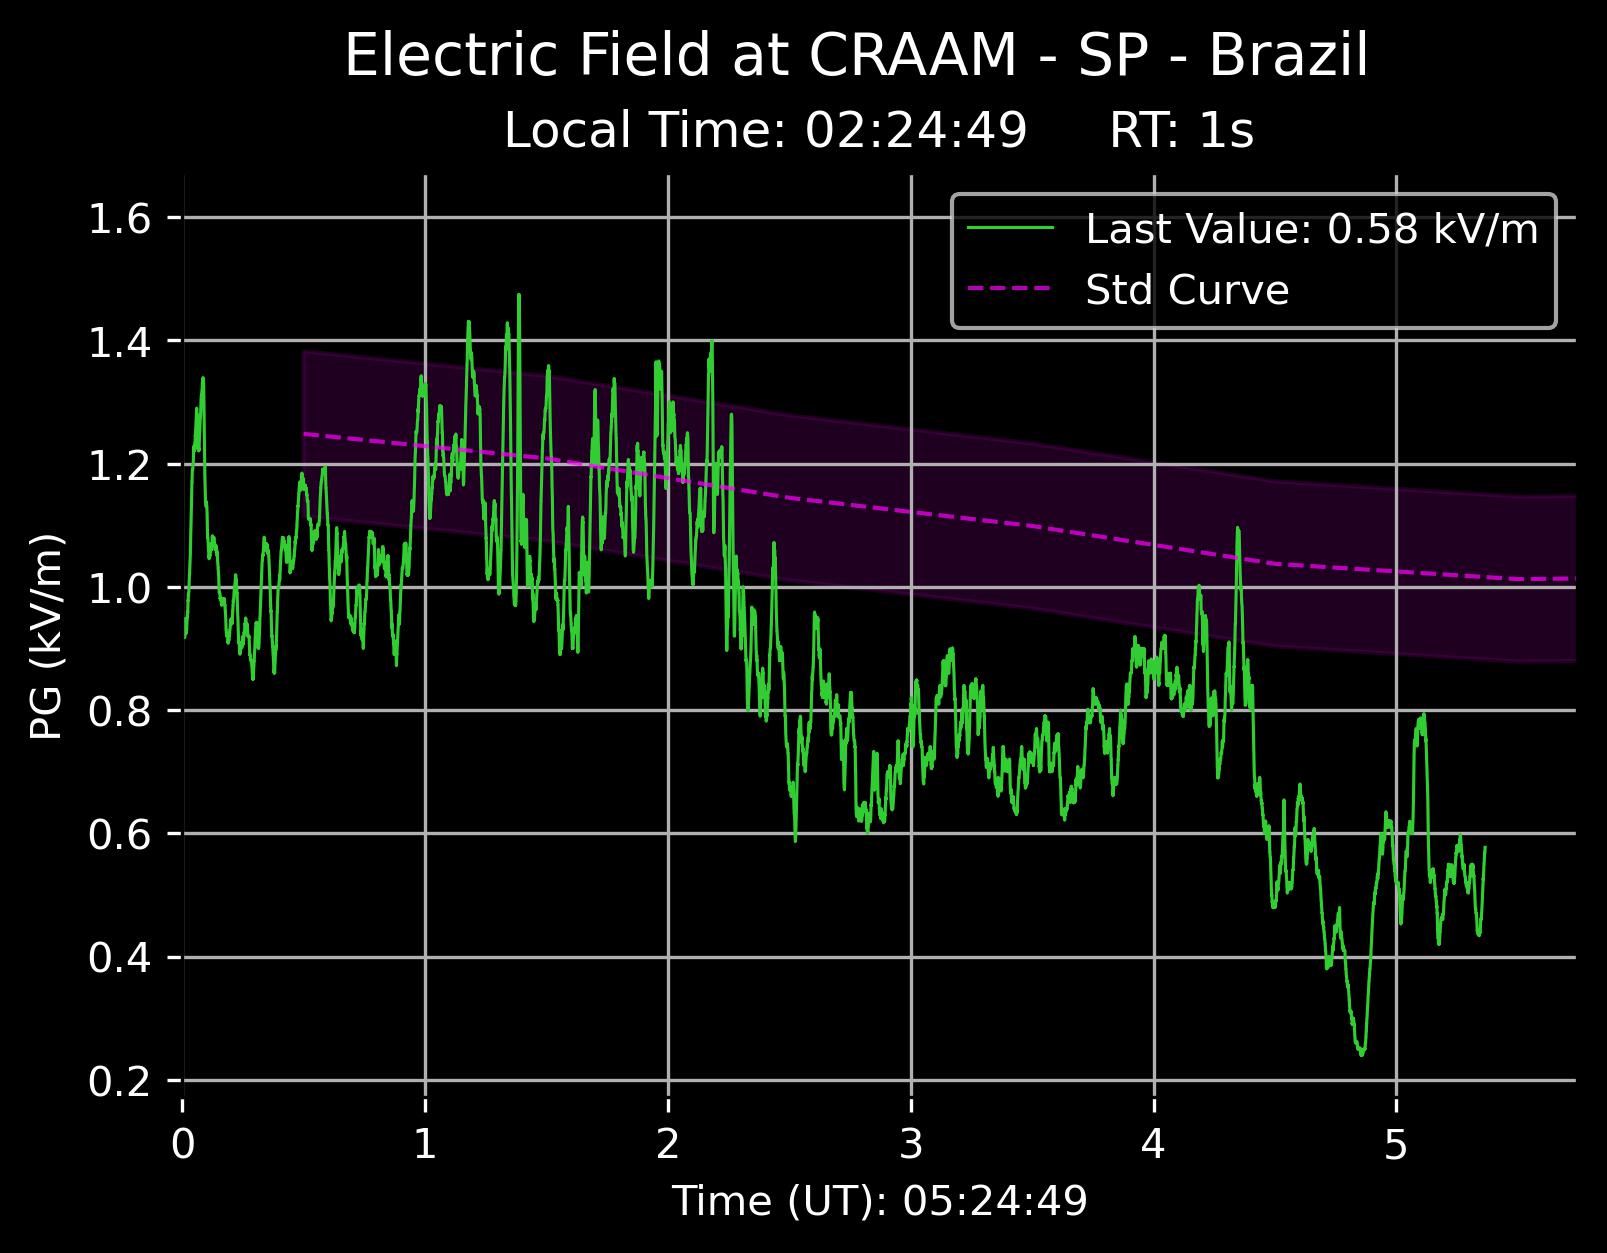 Electric Field at CRAAM - SP - Brazil
Local Time: 02:24:49 RT: 1s
Last Value: 0.58 kV/m
Std Curve
PG (kV/m)
1.6
1.4
1.2
1.0
0.8
0.6
0.4
0.2
0 1 2 3 4 5
Time (UT): 05:24:49